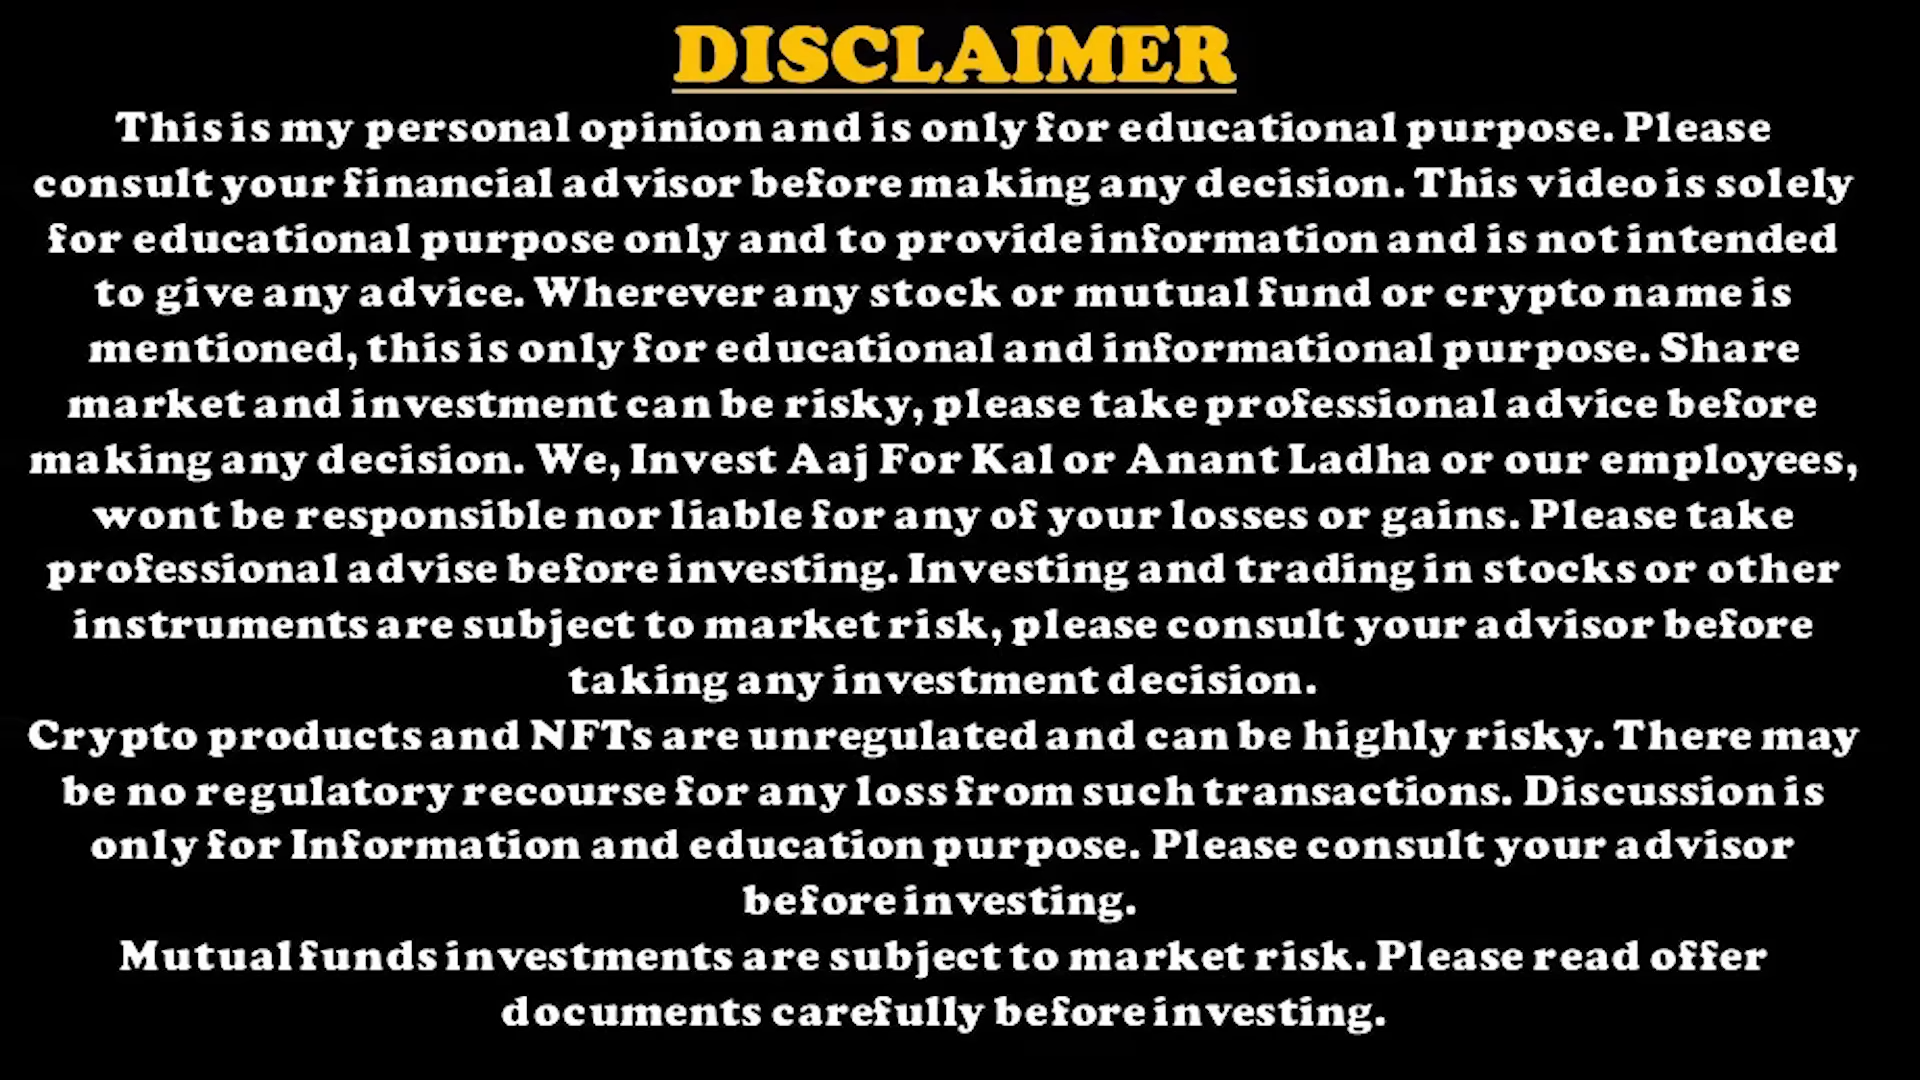 DISCLAIMER
This is my personal opinion and is only for educational purpose. Please
consult your financial advisor before making any decision. This video is solely
for educational purpose only and to provide information and is not intended
to give any advice. Wherever any stock or mutual fund or crypto name is
mentioned, this is only for educational and informational purpose. Share
market and investment can be risky, please take professional advice before
making any decision. We, Invest Aaj For Kal or Anant Ladha or our employees,
wont be responsible nor liable for any of your losses or gains. Please take
professional advise before investing. Investing and trading in stocks or other
instruments are subject to market risk, please consult your advisor before
taking any investment decision.
Crypto products and NFTs are unregulated and can be highly risky. There may
be no regulatory recourse for any loss from such transactions. Discussion is
only for Information and education purpose. Please consult your advisor
before investing.
Mutual funds investments are subject to market risk. Please read offer
documents carefully before investing.